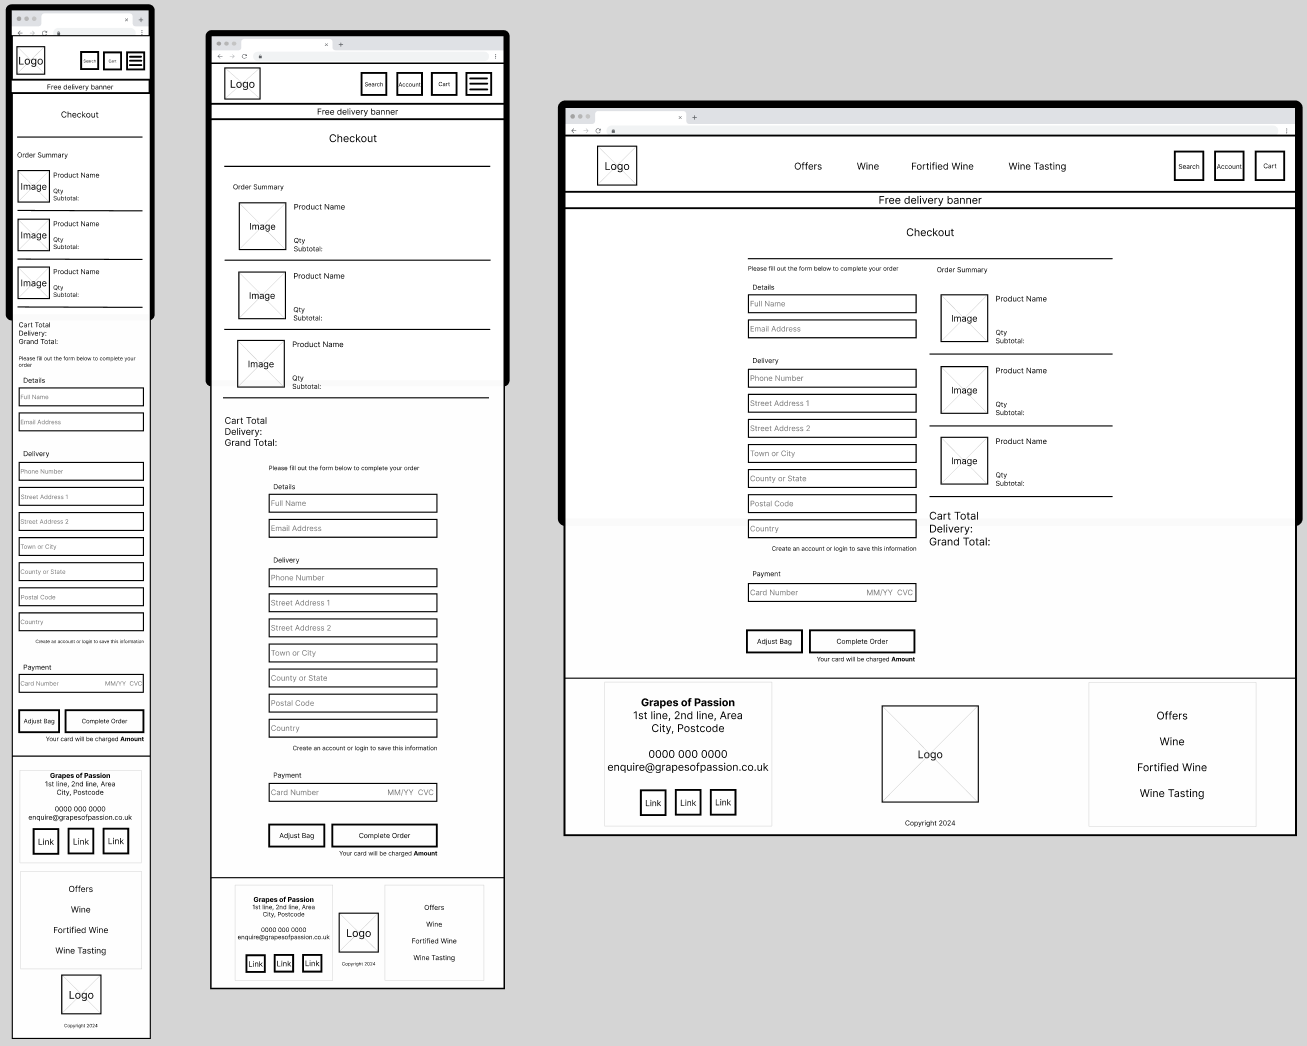 Logo
Search
Cart
Free delivery banner
Checkout
Order Summary
Image
Product Name
Qty
Subtotal:
Image
Product Name
Qty
Subtotal:
Image
Product Name
Qty
Subtotal:
Cart Total
Delivery:
Grand Total:
Please fill out the form below to complete your
order
Details
Full Name
Email Address
Delivery
Phone Number
Street Address 1
Street Address 2
Town or City
County or State
Postal Code
Country
Create an account or login to save this information
Payment
Card Number MM/YY CVC
Adjust Bag
Complete Order
Your card will be charged Amount
Grapes of Passion
1st line, 2nd line, Area
City, Postcode
0000 000 0000
enquire@grapesofpassion.co.uk
Link Link Link
Offers
Wine
Fortified Wine
Wine Tasting
Logo
Copyright 2024
Logo
Search
Account
Cart
Free delivery banner
Checkout
Order Summary
Image
Product Name
Qty
Subtotal:
Image
Product Name
Qty
Subtotal:
Image
Product Name
Qty
Subtotal:
Cart Total
Delivery:
Grand Total:
Please fill out the form below to complete your order
Details
Full Name
Email Address
Delivery
Phone Number
Street Address 1
Street Address 2
Town or City
County or State
Postal Code
Country
Create an account or login to save this information
Payment
Card Number MM/YY CVC
Adjust Bag
Complete Order
Your card will be charged Amount
Grapes of Passion
1st line, 2nd line, Area
City, Postcode
0000 000 0000
enquire@grapesofpassion.co.uk
Link Link Link
Logo
Copyright 2024
Offers
Wine
Fortified Wine
Wine Tasting
Logo
Offers Wine Fortified Wine Wine Tasting
Search
Account
Cart
Free delivery banner
Checkout
Please fill out the form below to complete your order
Details
Full Name
Email Address
Delivery
Phone Number
Street Address 1
Street Address 2
Town or City
County or State
Postal Code
Country
Create an account or login to save this information
Payment
Card Number MM/YY CVC
Adjust Bag
Complete Order
Your card will be charged Amount
Order Summary
Image
Product Name
Qty
Subtotal:
Image
Product Name
Qty
Subtotal:
Image
Product Name
Qty
Subtotal:
Cart Total
Delivery:
Grand Total:
Grapes of Passion
1st line, 2nd line, Area
City, Postcode
0000 000 0000
enquire@grapesofpassion.co.uk
Link Link Link
Logo
Copyright 2024
Offers
Wine
Fortified Wine
Wine Tasting